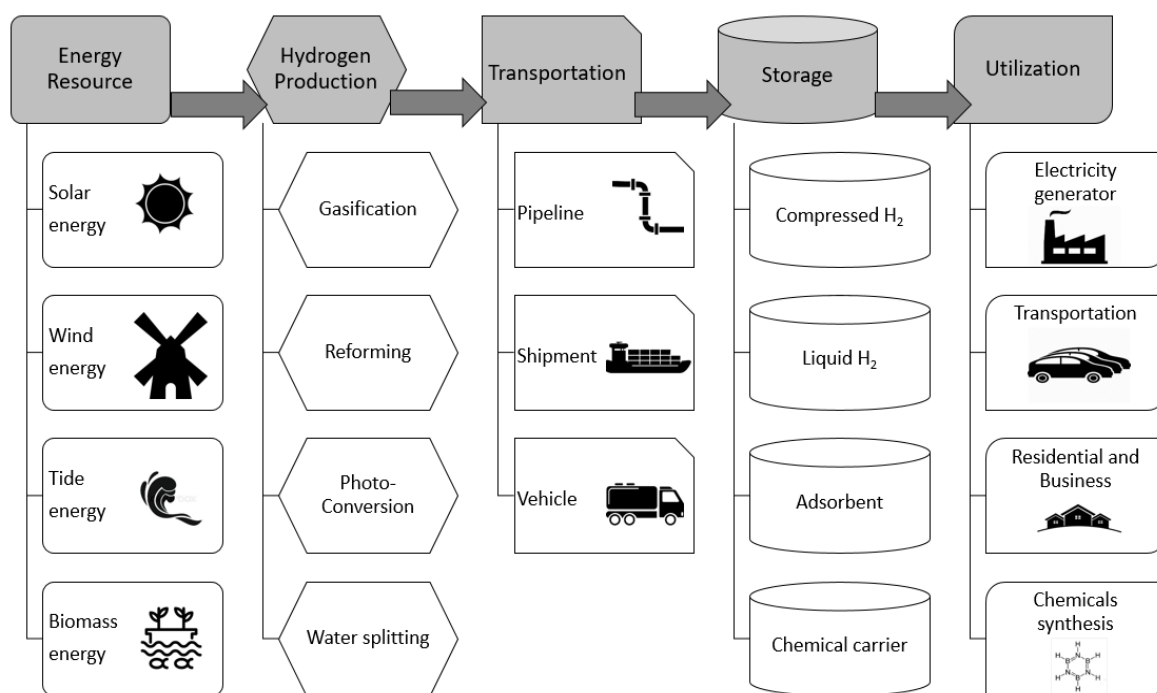 Energy
Resource
Hydrogen
Production
Transportation
Storage
Utilization
Solar
energy
Gasification
Pipeline
Compressed H₂
Electricity
generator
Wind
energy
Reforming
Shipment
Liquid H₂
Transportation
Tide
energy
Photo-
Conversion
Vehicle
Adsorbent
Residential and
Business
Biomass
energy
Water splitting
Chemical carrier
Chemicals
synthesis
H
H N H
B B
N N
H B H
H